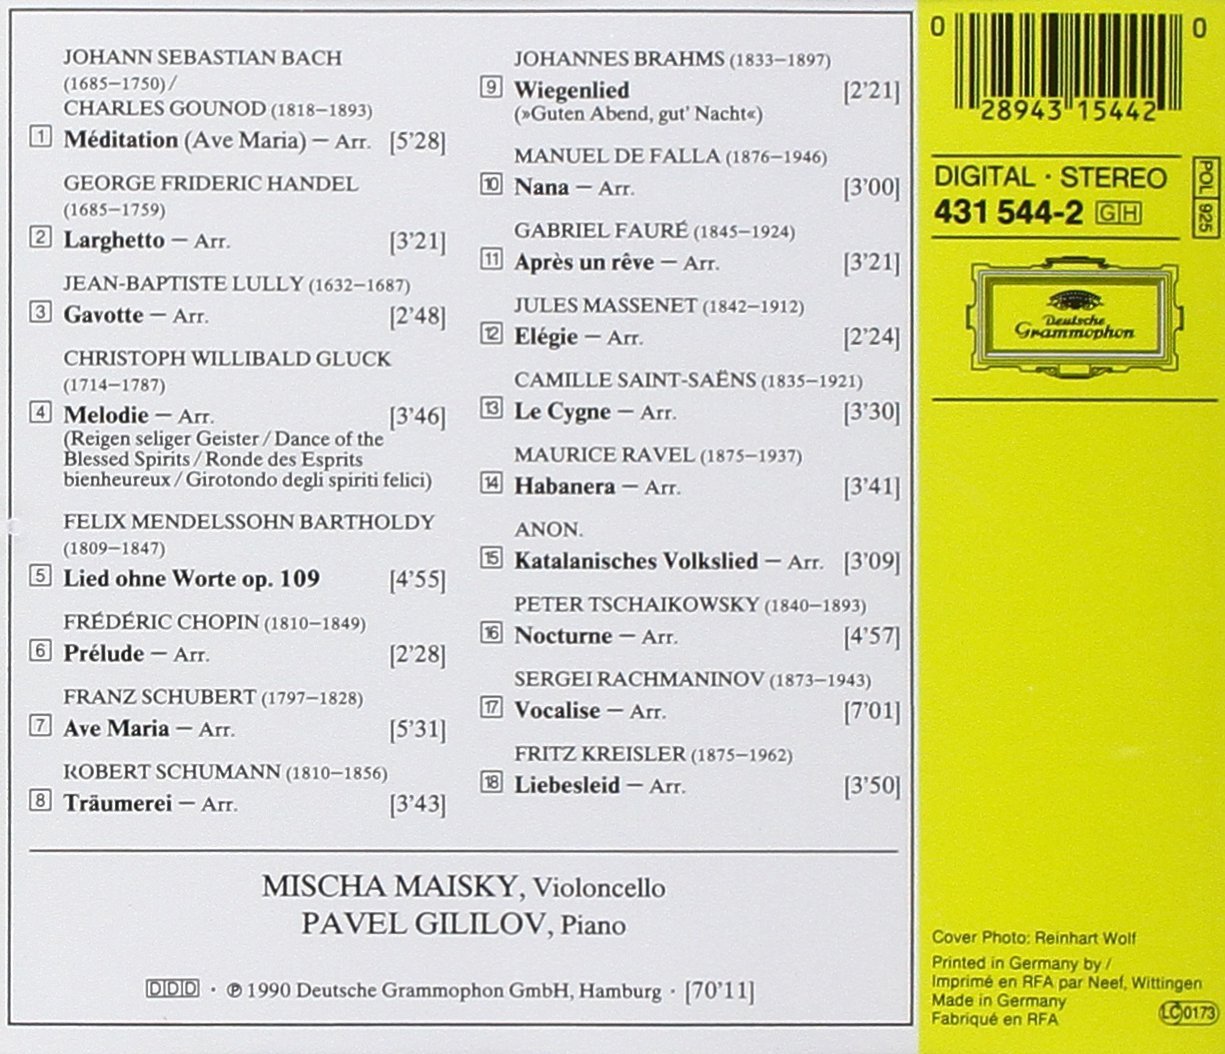 JOHANN SEBASTIAN BACH
(1685–1750) /
CHARLES GOUNOD (1818–1893)
1 Méditation (Ave Maria) – Arr. [5'28]
GEORGE FRIDERIC HANDEL
(1685–1759)
2 Larghetto – Arr. [3'21]
JEAN-BAPTISTE LULLY (1632–1687)
3 Gavotte – Arr. [2'48]
CHRISTOPH WILLIBALD GLUCK
(1714–1787)
4 Melodie – Arr. [3'46]
(Reigen seliger Geister / Dance of the
Blessed Spirits / Ronde des Esprits
bienheureux / Girotondo degli spiriti felici)
FELIX MENDELSSOHN BARTHOLDY
(1809–1847)
5 Lied ohne Worte op. 109 [4'55]
FRÉDÉRIC CHOPIN (1810–1849)
6 Prélude – Arr. [2'28]
FRANZ SCHUBERT (1797–1828)
7 Ave Maria – Arr. [5'31]
ROBERT SCHUMANN (1810–1856)
8 Träumerei – Arr. [3'43]
JOHANNES BRAHMS (1833–1897)
9 Wiegenlied [2'21]
(»Guten Abend, gut' Nacht«)
MANUEL DE FALLA (1876–1946)
10 Nana – Arr. [3'00]
GABRIEL FAURÉ (1845–1924)
11 Après un rêve – Arr. [3'21]
JULES MASSENET (1842–1912)
12 Elégie – Arr. [2'24]
CAMILLE SAINT-SAËNS (1835–1921)
13 Le Cygne – Arr. [3'30]
MAURICE RAVEL (1875–1937)
14 Habanera – Arr. [3'41]
ANON.
15 Katalanisches Volkslied – Arr. [3'09]
PETER TSCHAIKOWSKY (1840–1893)
16 Nocturne – Arr. [4'57]
SERGEI RACHMANINOV (1873–1943)
17 Vocalise – Arr. [7'01]
FRITZ KREISLER (1875–1962)
18 Liebesleid – Arr. [3'50]
MISCHA MAISKY, Violoncello
PAVEL GILILOV, Piano
DDD · ℗ 1990 Deutsche Grammophon GmbH, Hamburg · [70'11]
0 28943 15442 0
DIGITAL · STEREO
431 544-2 GH
POL 925
Deutsche
Grammophon
Cover Photo: Reinhart Wolf
Printed in Germany by /
Imprimé en RFA par Neef, Wittingen
Made in Germany
Fabriqué en RFA
LC 0173